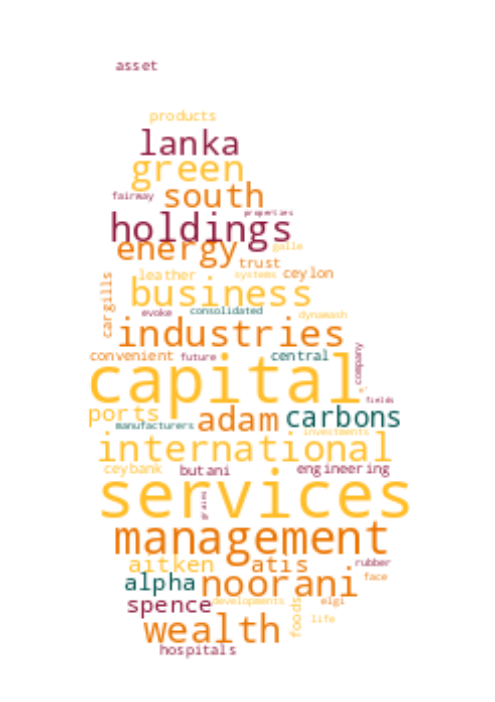 asset
products
lanka
green
fairway south
properties
holdings
energy galle
trust
leather systems ceylon
cargills business
evoke consolidated
dynawash
industries
convenient future central
company
capital
fields
ports adam carbons
manufacturers
investments
international
ceybank butani engineering
services
grains
management
aitken atis rubber
alpha noorani face
spence developments elgi
foods
wealth life
hospitals